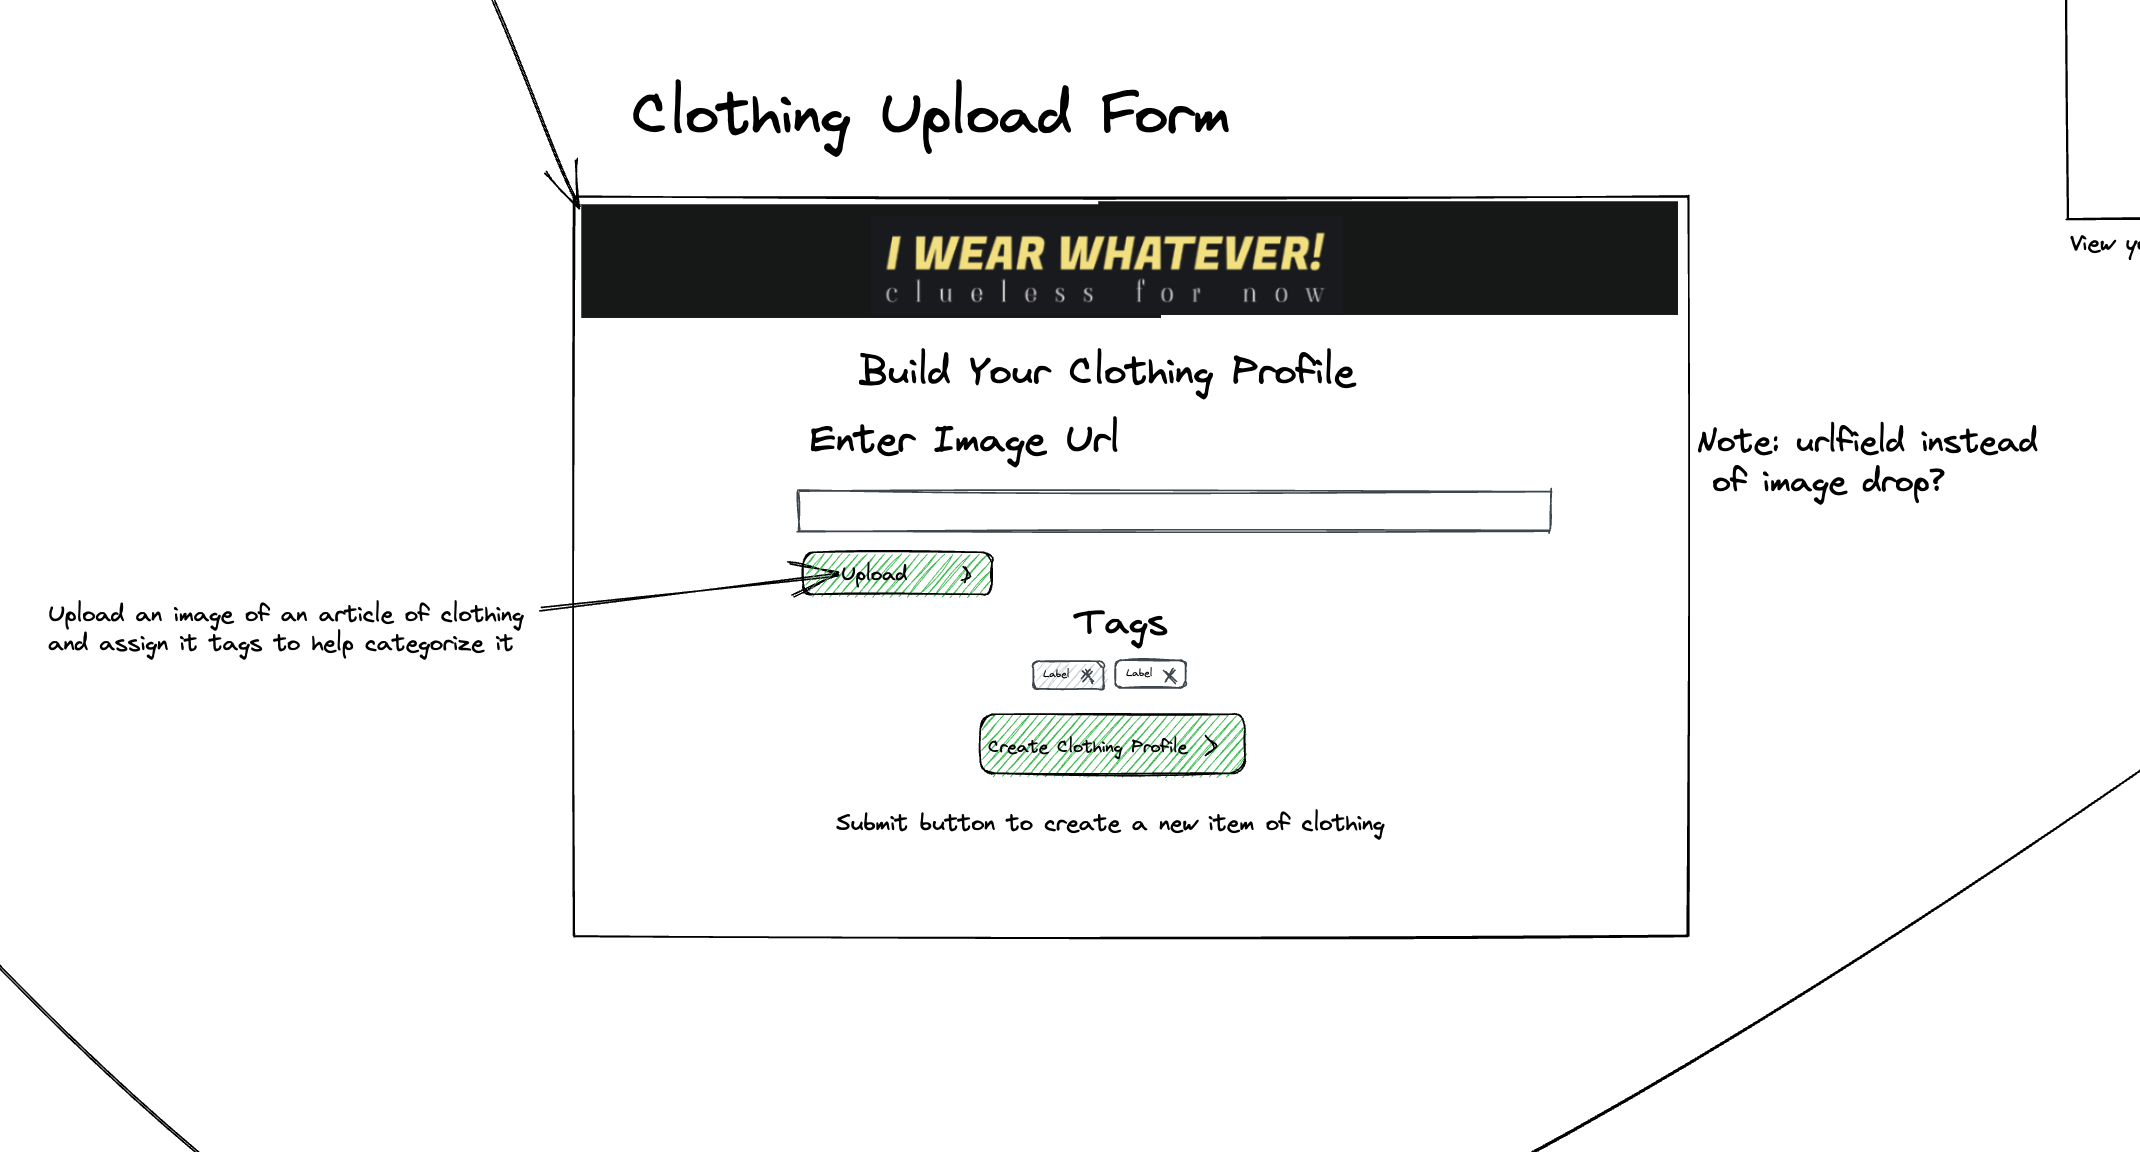 Clothing Upload Form
I WEAR WHATEVER!
clueless for now
View
Build Your Clothing Profile
Enter Image Url
Note: urlfield instead
of image drop?
Upload
Upload an image of an article of clothing
and assign it tags to help categorize it
Tags
Label Label
Create Clothing Profile
Submit button to create a new item of clothing